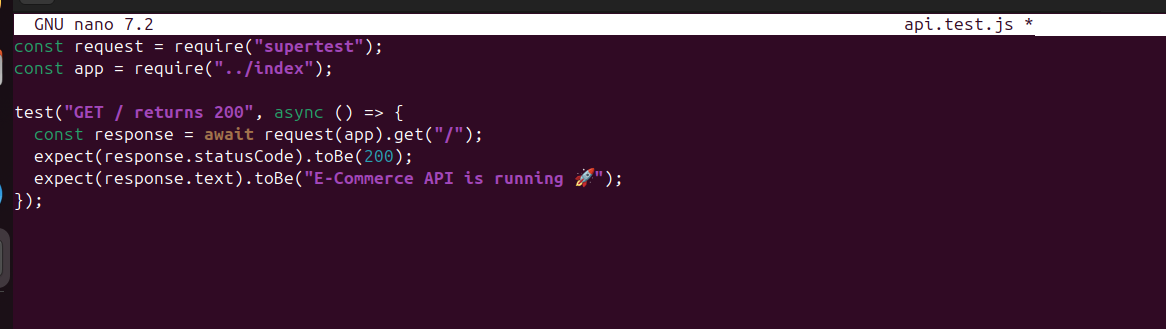 GNU nano 7.2 api.test.js *
const request = require("supertest");
const app = require("../index");
test("GET / returns 200", async () => {
const response = await request(app).get("/");
expect(response.statusCode).toBe(200);
expect(response.text).toBe("E-Commerce API is running 🚀");
});